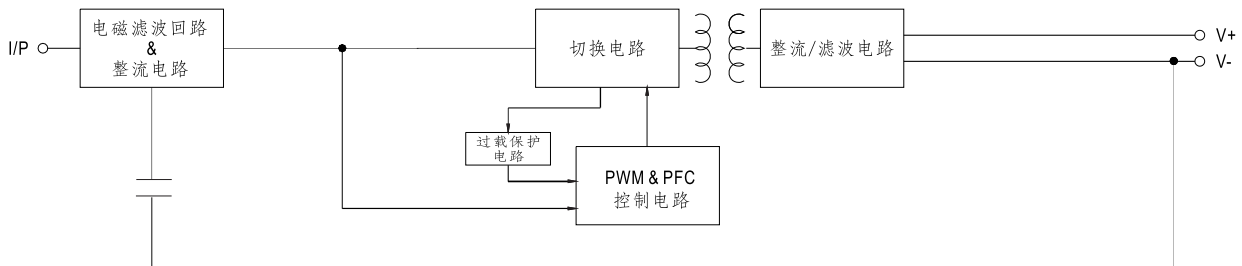 I/P
电磁滤波回路
&
整流电路
切换电路
整流/滤波电路
V+
V-
过载保护
电路
PWM & PFC
控制电路